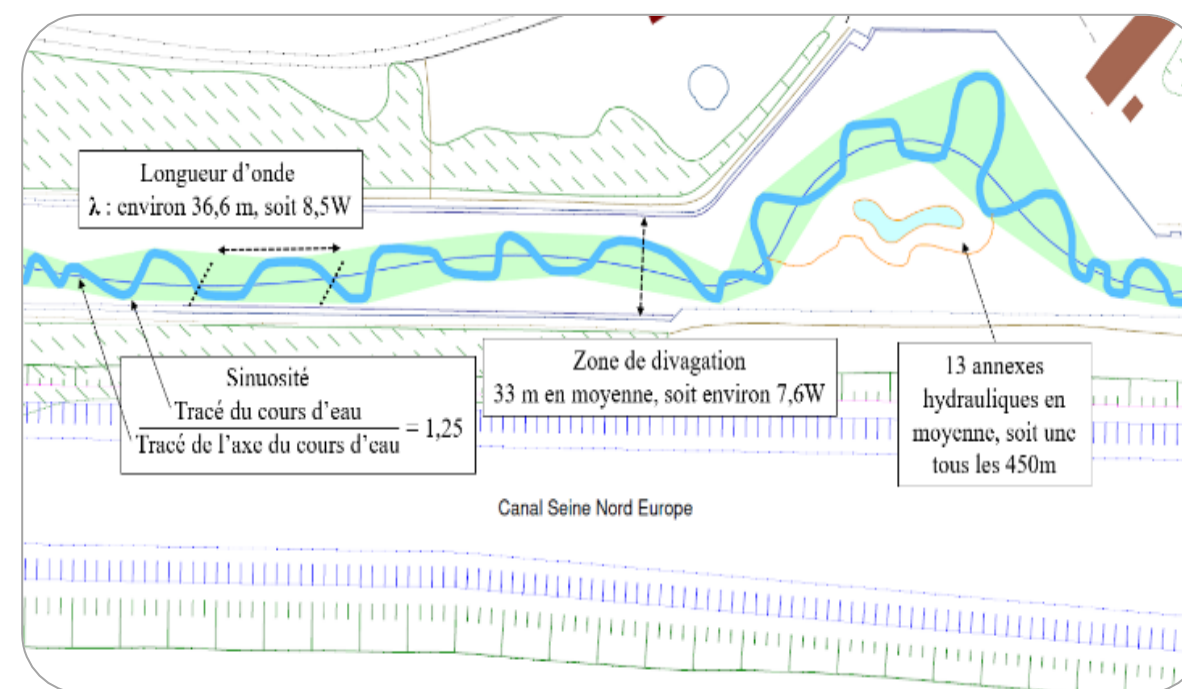 Longueur d'onde
λ : environ 36,6 m, soit 8,5W
Sinuosité
Tracé du cours d'eau
Tracé de l'axe du cours d'eau = 1,25
Zone de divagation
33 m en moyenne, soit environ 7,6W
13 annexes
hydrauliques en
moyenne, soit une
tous les 450m
Canal Seine Nord Europe